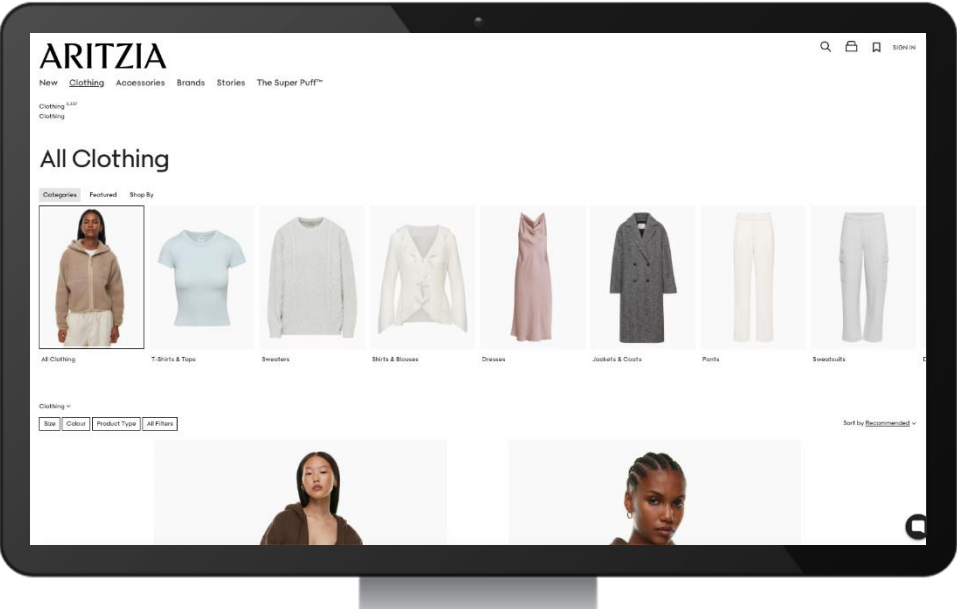 ARITZIA
SIGN IN
New Clothing Accessories Brands Stories The Super Puff™
Clothing
Clothing
All Clothing
Categories Featured Shop By
All Clothing T-Shirts & Tops Sweaters Shirts & Blouses Dresses Jackets & Coats Pants Sweatsuits
Clothing
Size Colour Product Type All Filters
Sort by Recommended